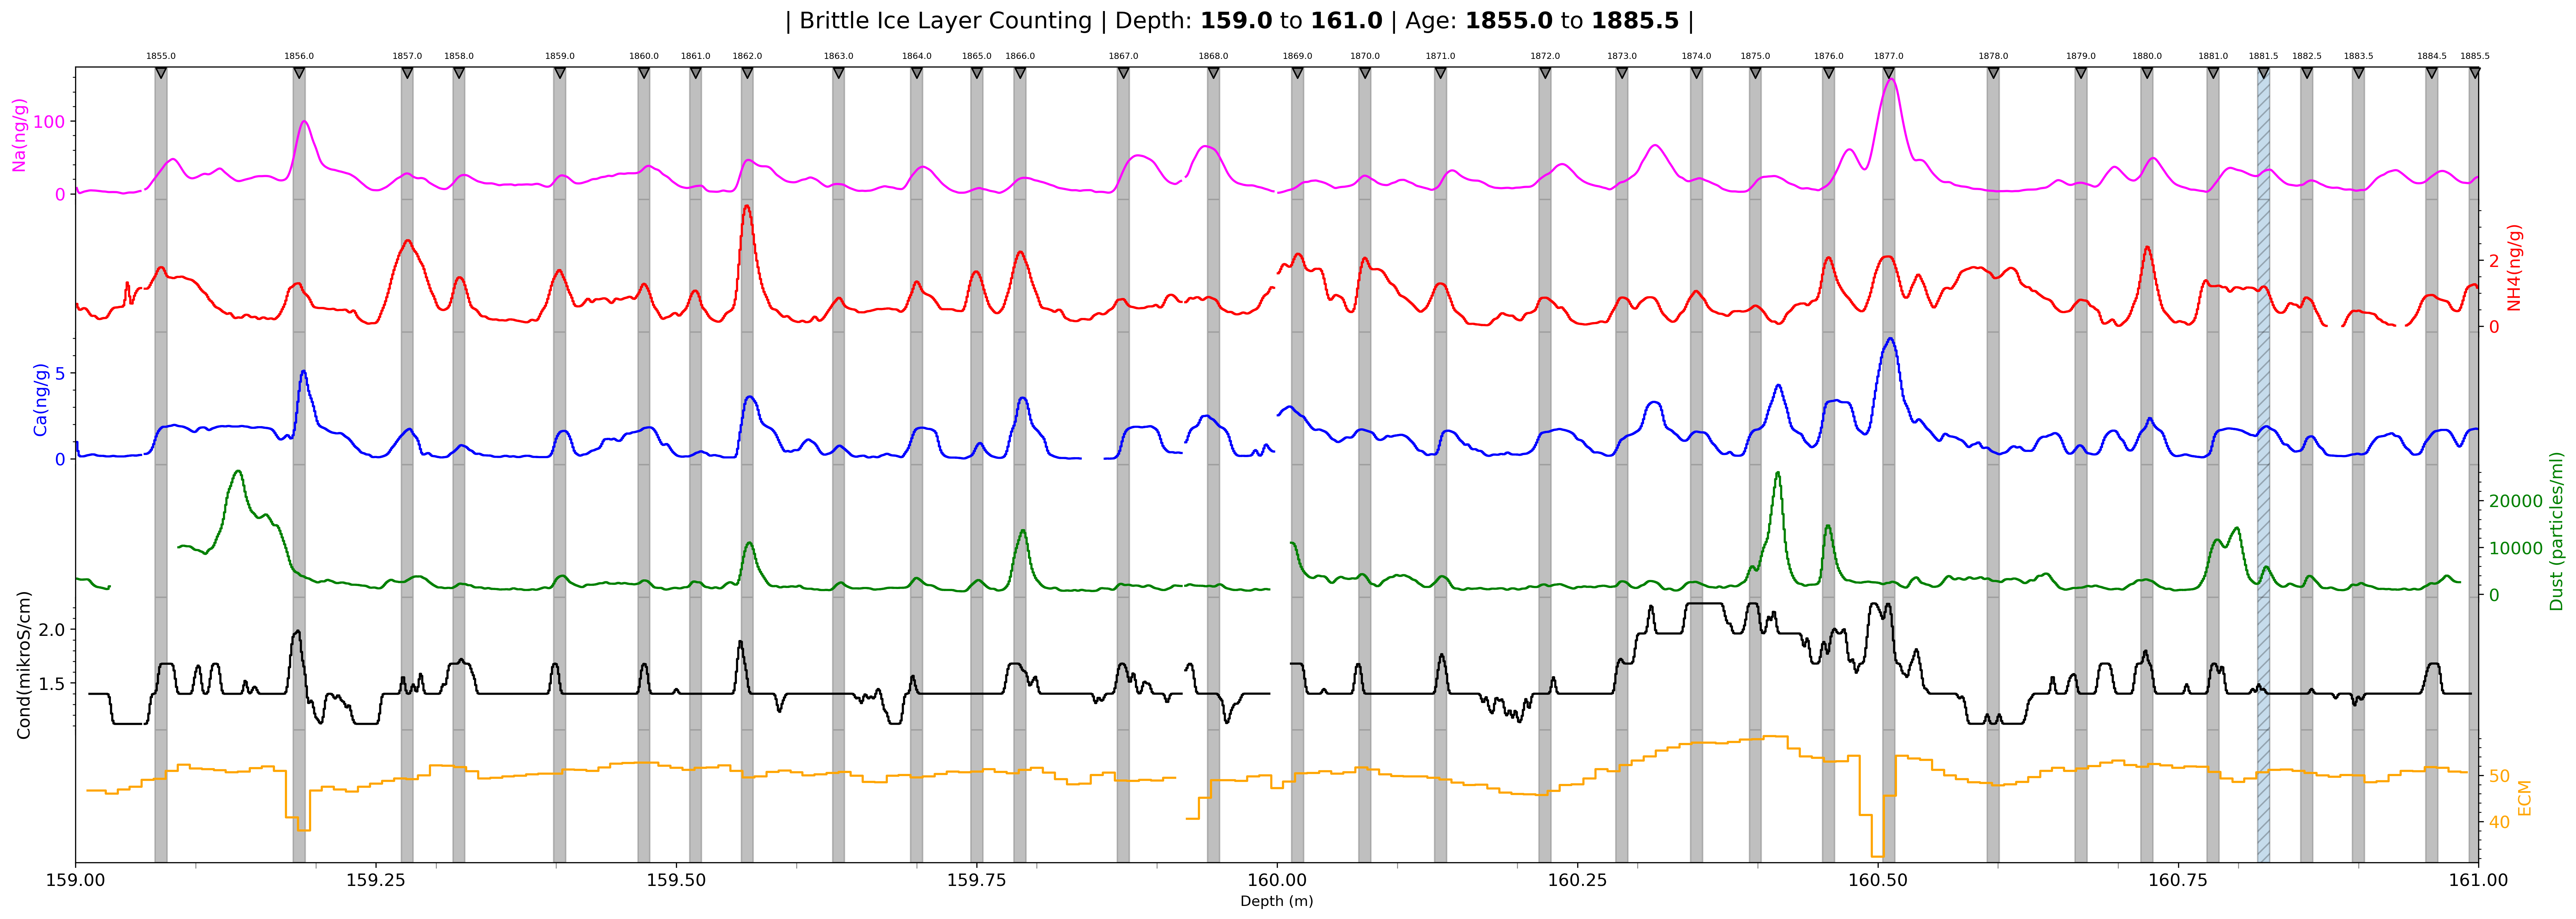 | Brittle Ice Layer Counting | Depth: 159.0 to 161.0 | Age: 1855.0 to 1885.5 |
1855.0 1856.0 1857.0 1858.0 1859.0 1860.0 1861.0 1862.0 1863.0 1864.0 1865.0 1866.0 1867.0 1868.0 1869.0 1870.0 1871.0 1872.0 1873.0 1874.0 1875.0 1876.0 1877.0 1878.0 1879.0 1880.0 1881.0 1881.5 1882.5 1883.5 1884.5 1885.5
Na(ng/g)
100
0
NH4(ng/g)
2
0
Ca(ng/g)
5
0
Dust (particles/ml)
20000
10000
0
Cond(mikroS/cm)
2.0
1.5
ECM
50
40
159.00 159.25 159.50 159.75 160.00 160.25 160.50 160.75 161.00
Depth (m)